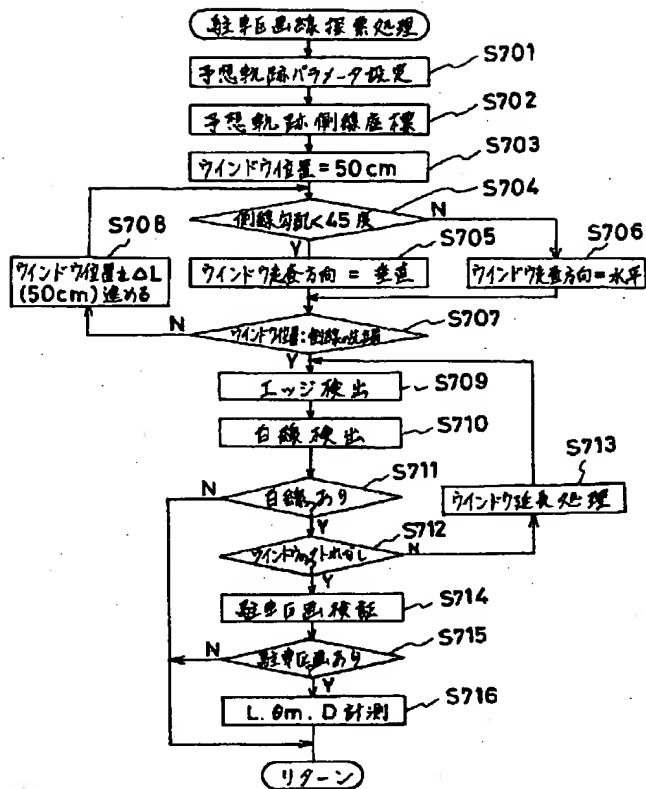 駐車区画線探索処理
S701
予想軌跡パラメータ設定
S702
予想軌跡側線座標
S703
ウインドウ位置=50cm
S704
側線勾配<45度
N
Y
S708
ウインドウ位置をΔL
(50cm)進める
S705
ウインドウ走査方向=垂直
S706
ウインドウ走査方向=水平
S707
ウインドウ位置:側線の
N
Y
S709
エッジ検出
S710
白線検出
S711
白線あり
N
Y
S713
ウインドウ延長処理
S712
ウインドウ外れなし
N
Y
S714
駐車区画検証
S715
駐車区画あり
N
Y
S716
L.θm.D計測
リターン